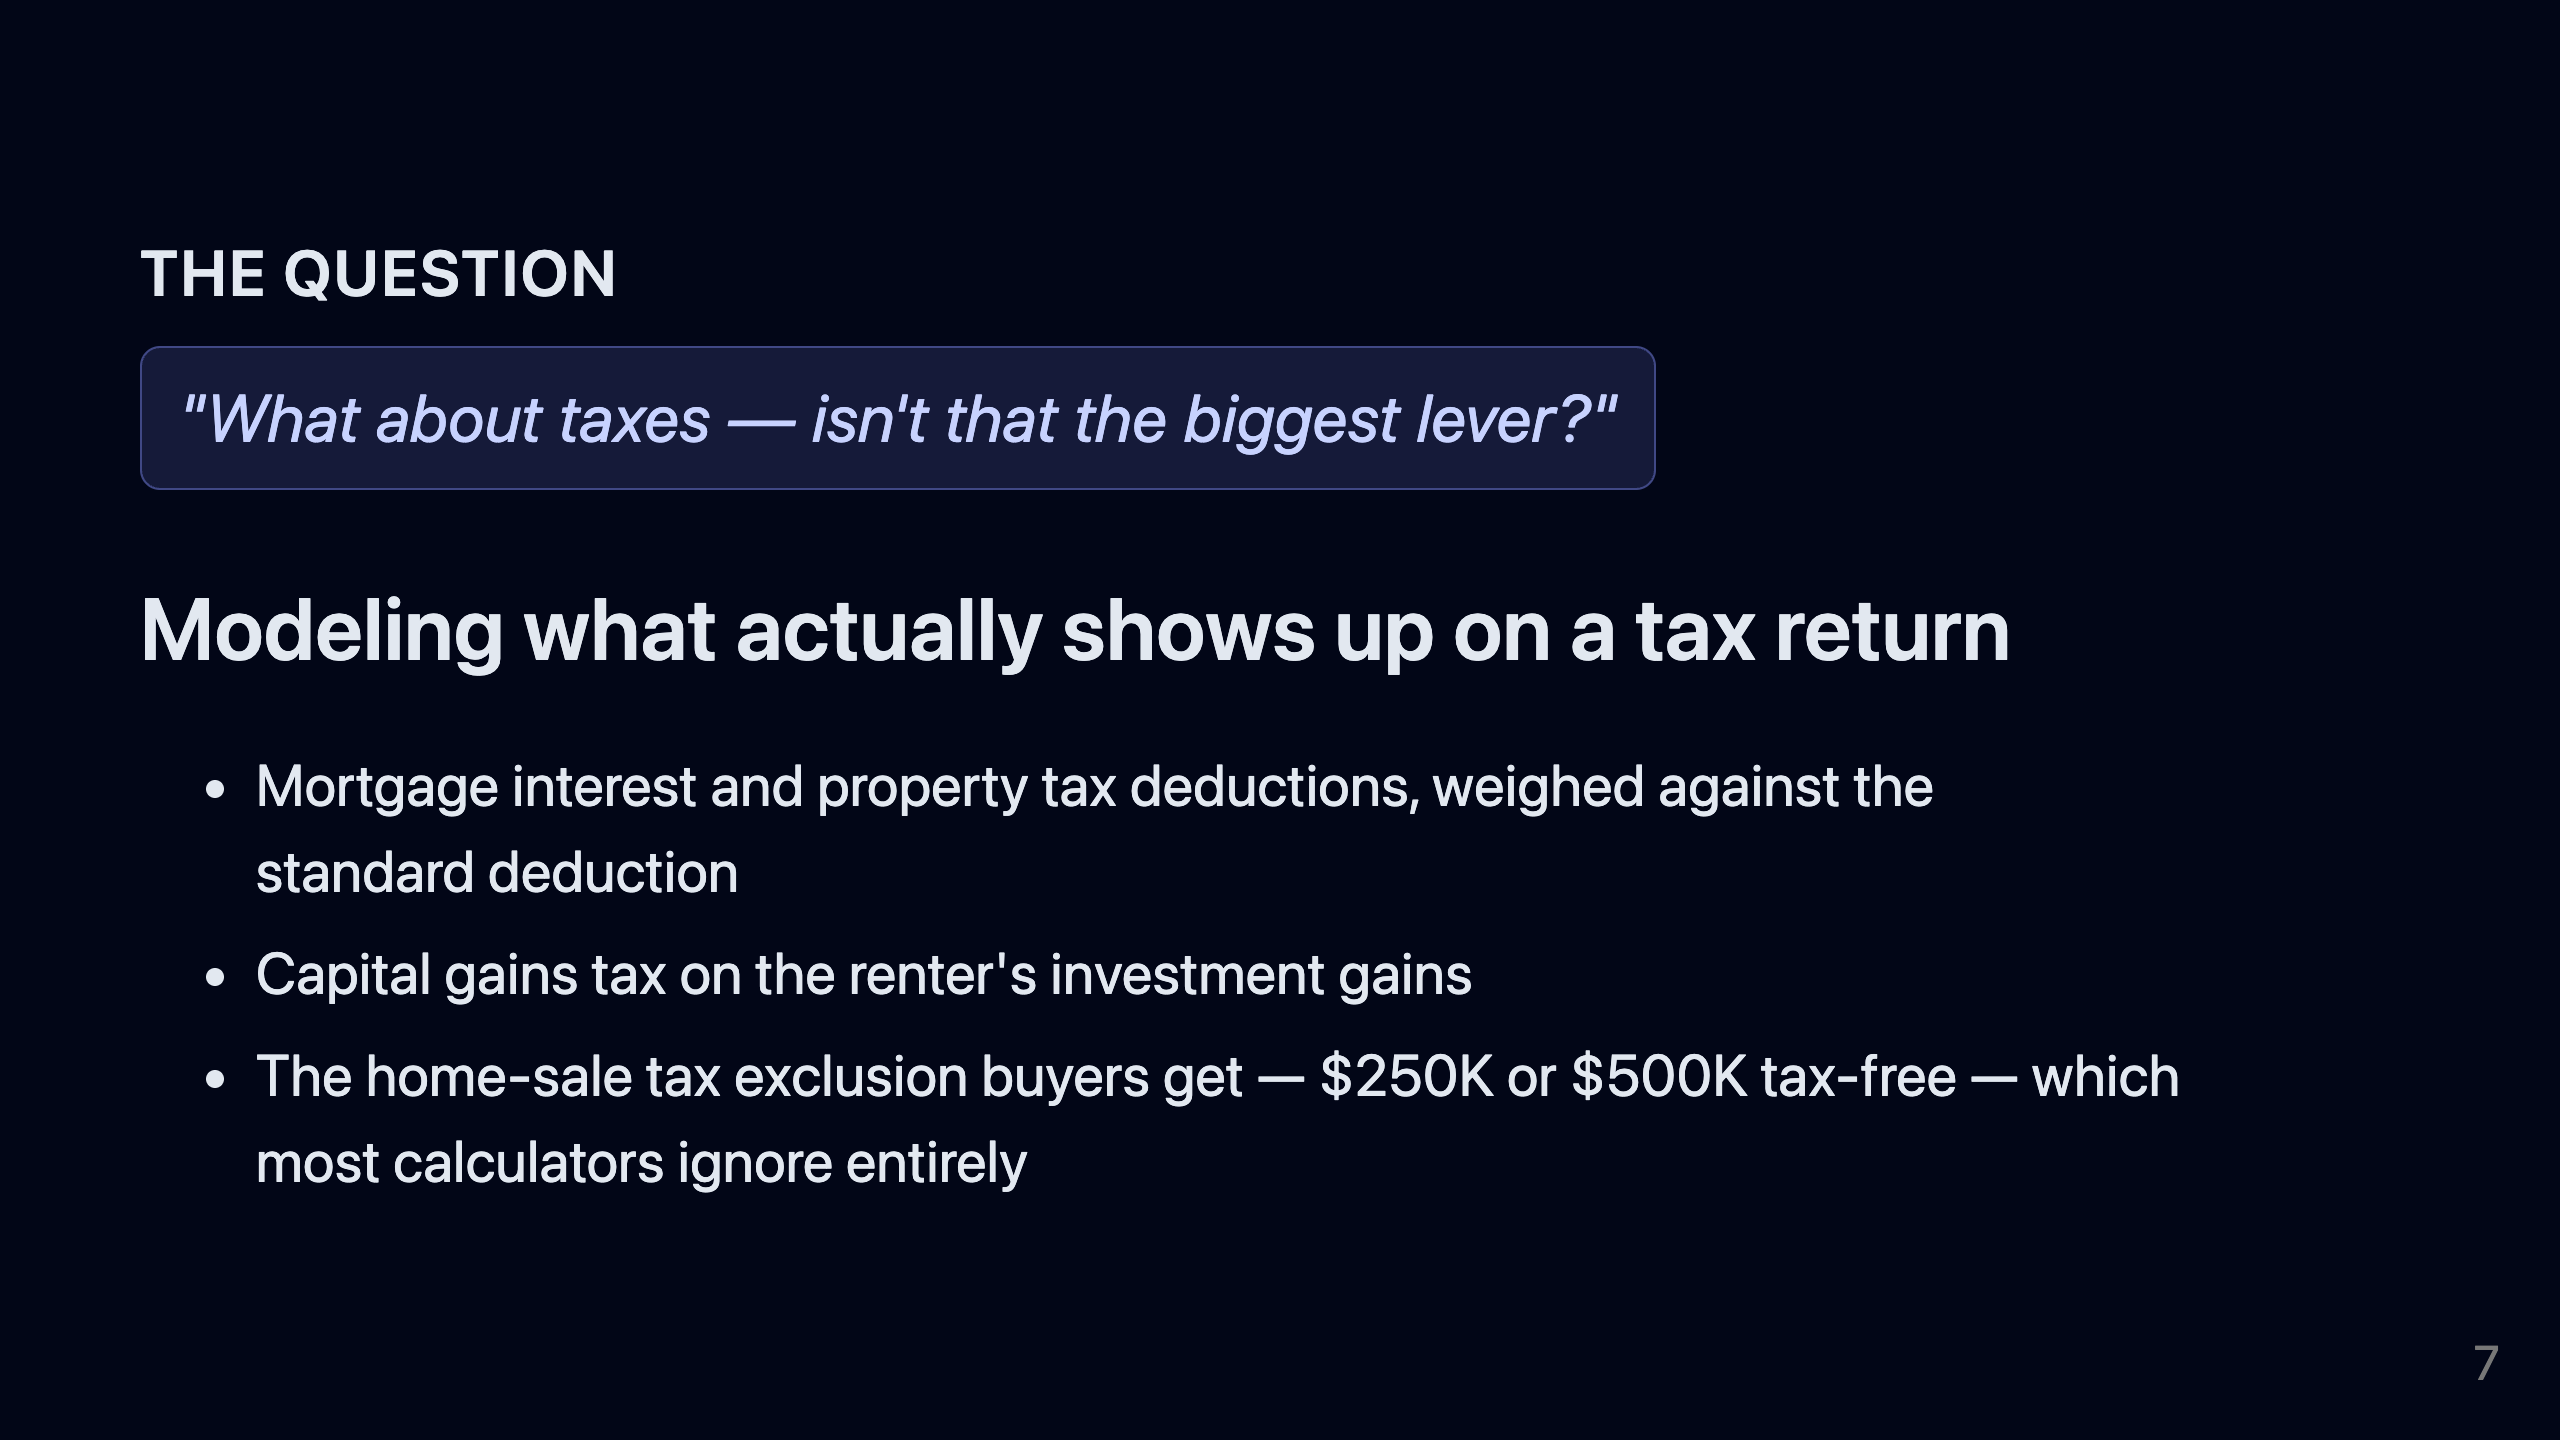 THE QUESTION
"What about taxes — isn't that the biggest lever?"
Modeling what actually shows up on a tax return
• Mortgage interest and property tax deductions, weighed against the
standard deduction
• Capital gains tax on the renter's investment gains
• The home-sale tax exclusion buyers get — $250K or $500K tax-free — which
most calculators ignore entirely
7